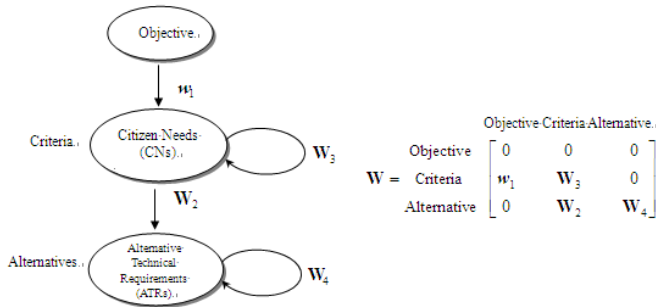 Objective.
w₁
Criteria.
Citizen Needs
(CNs).
W₃
W₂
Alternatives.
Alternative
Technical
Requirements
(ATRs).
W₄
Objective Criteria Alternative.
Objective 0 0 0
W = Criteria w₁ W₃ 0
Alternative 0 W₂ W₄